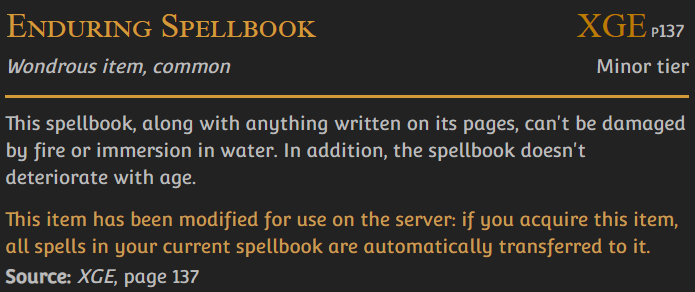 Enduring Spellbook XGE P137
Wondrous item, common Minor tier
This spellbook, along with anything written on its pages, can't be damaged
by fire or immersion in water. In addition, the spellbook doesn't
deteriorate with age.
This item has been modified for use on the server: if you acquire this item,
all spells in your current spellbook are automatically transferred to it.
Source: XGE, page 137